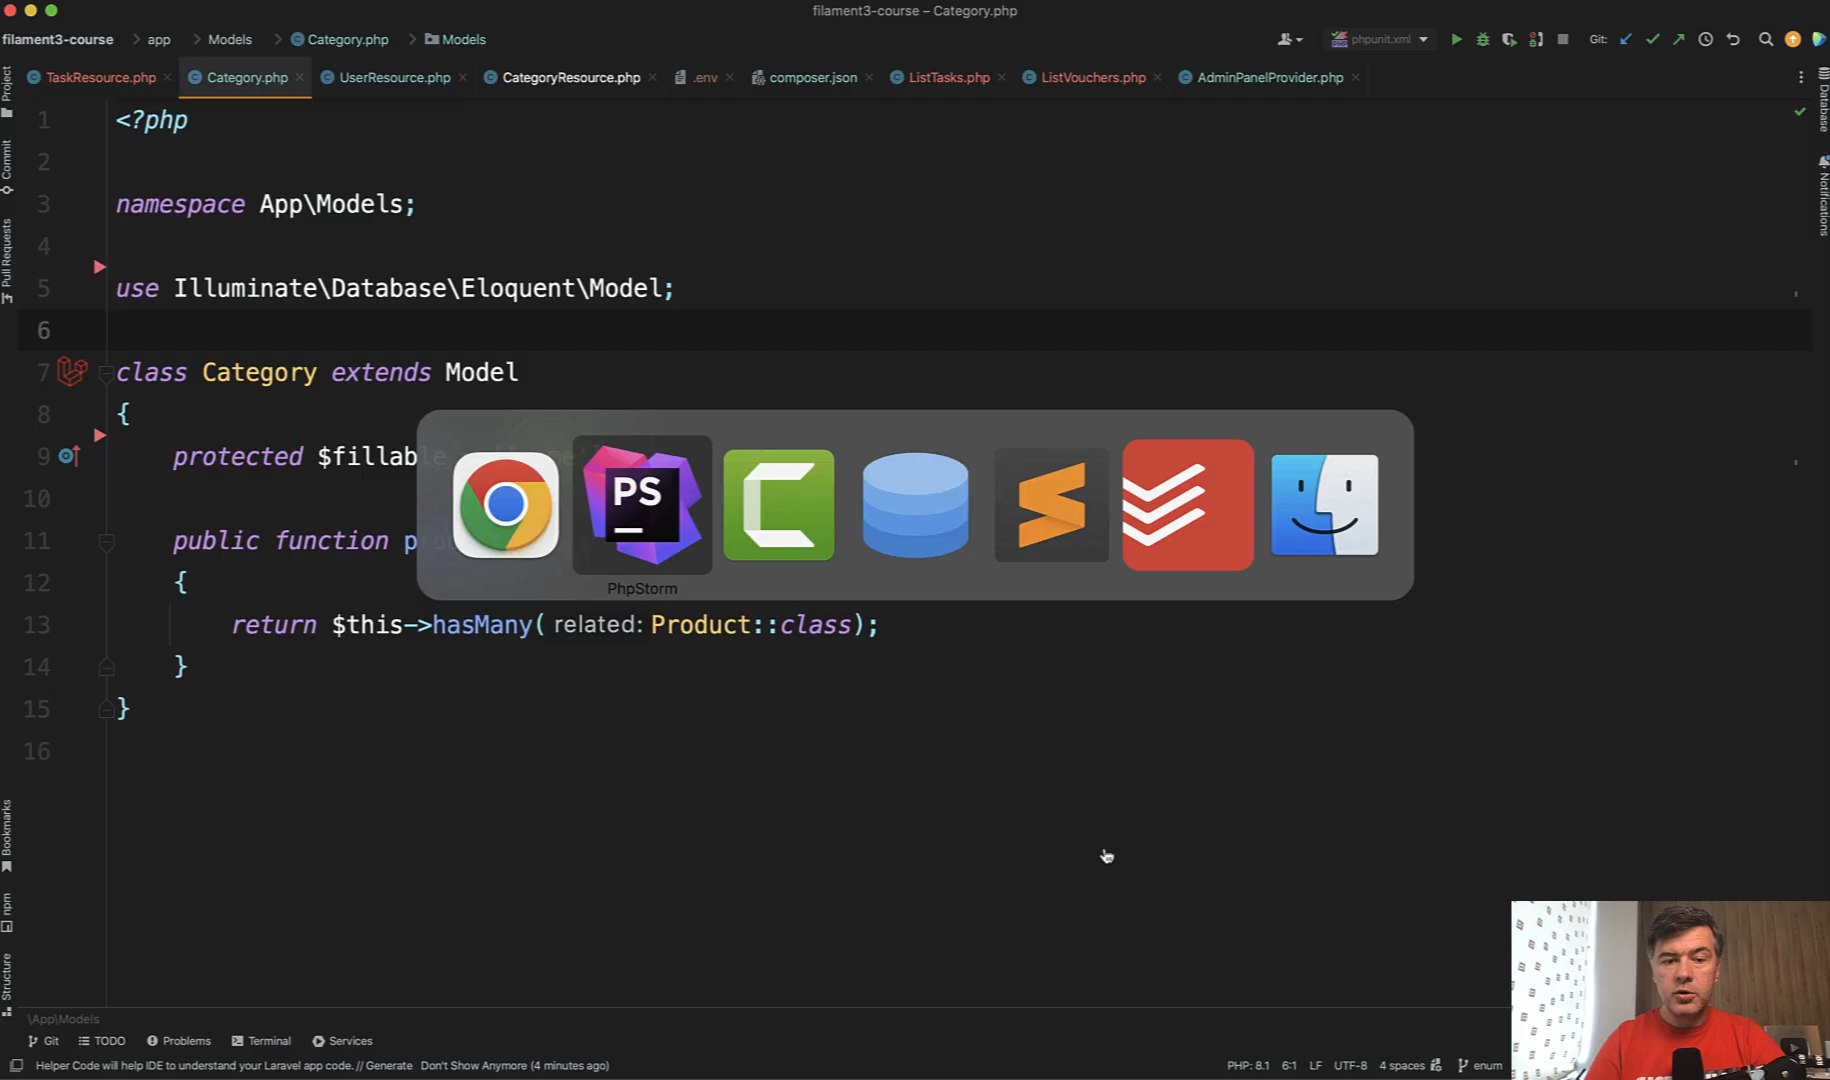 filament3-course – Category.php
filament3-course app Models Category.php Models
phpunit.xml Git:
TaskResource.php Category.php UserResource.php CategoryResource.php .env composer.json ListTasks.php ListVouchers.php AdminPanelProvider.php
Project
Commit
Pull Requests
Bookmarks
npm
Structure
Database
Notifications
1 <?php
2
3 namespace App\Models;
4
5 use Illuminate\Database\Eloquent\Model;
6
7 class Category extends Model
8 {
9 protected $fillable
10
11 public function
12 {
13 return $this->hasMany( related: Product::class);
14 }
15 }
16
PS
PhpStorm
\App\Models
Git TODO Problems Terminal Services
Helper Code will help IDE to understand your Laravel app code. // Generate Don't Show Anymore (4 minutes ago)
PHP: 8.1 6:1 LF UTF-8 4 spaces enum